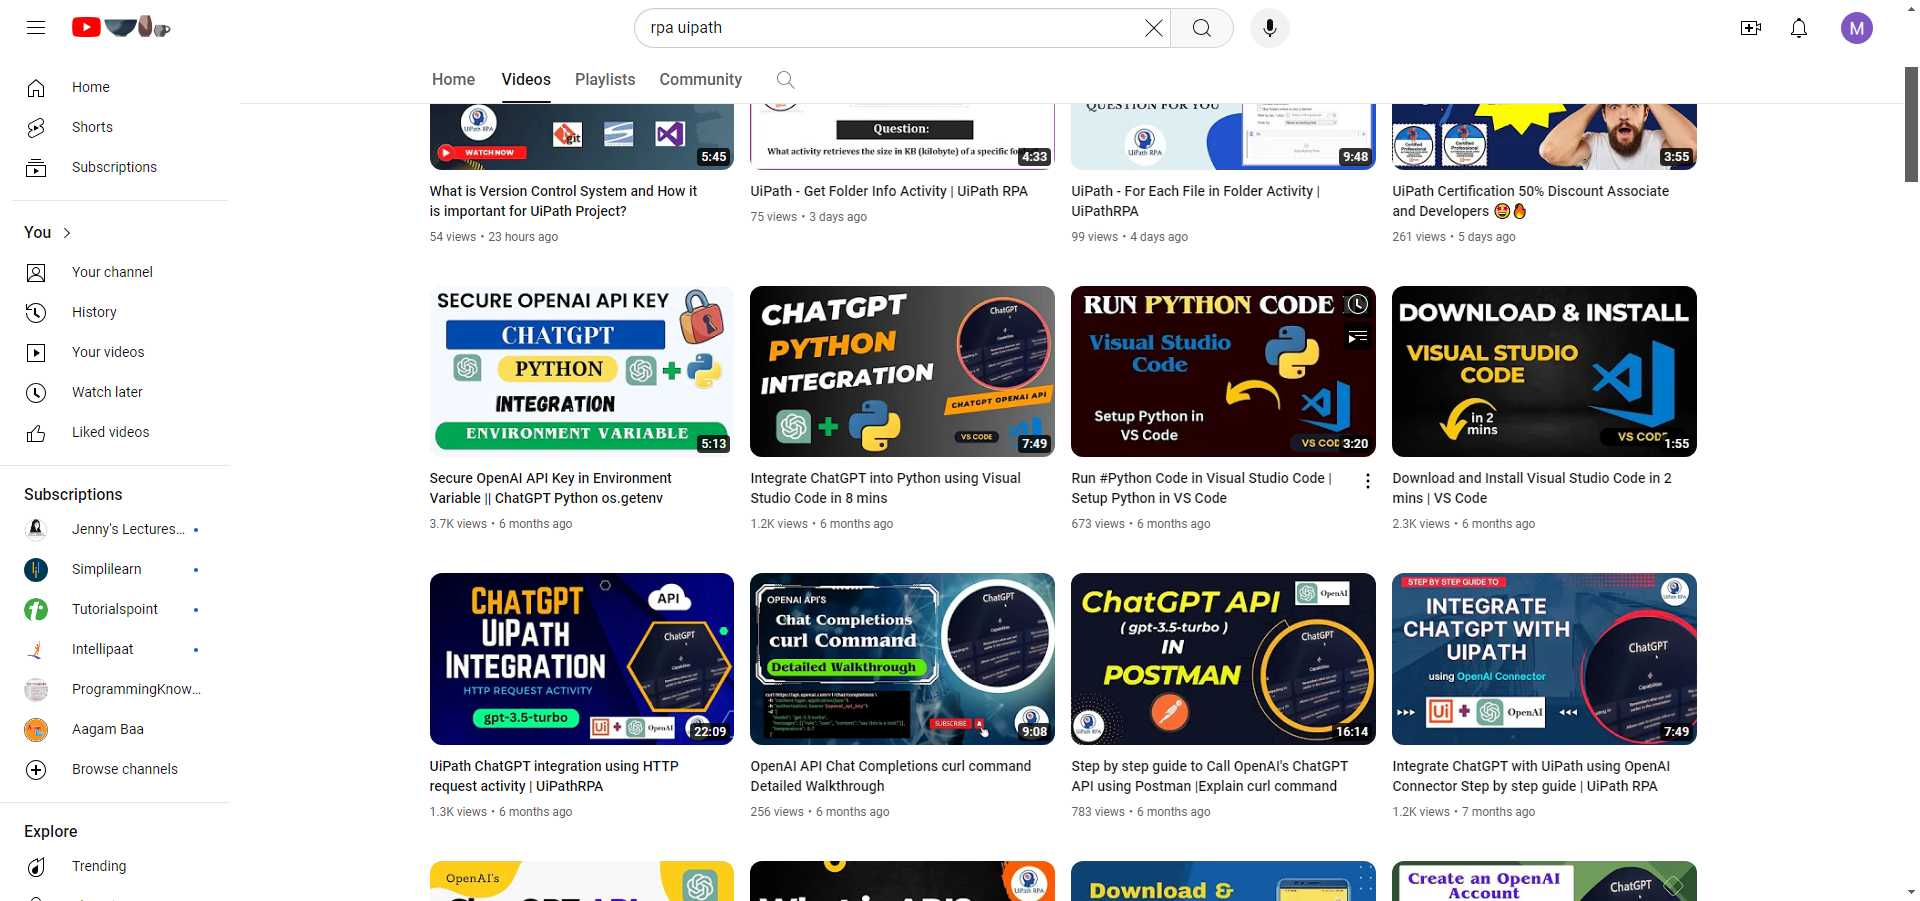 rpa uipath
M
Home
Videos
Playlists
Community
Home
Shorts
Subscriptions
You
Your channel
History
Your videos
Watch later
Liked videos
Subscriptions
Jenny's Lectures...
Simplilearn
Tutorialspoint
Intellipaat
ProgrammingKnow...
Aagam Baa
Browse channels
Explore
Trending
UiPath RPA
git
WATCH NOW
5:45
What is Version Control System and How it
is important for UiPath Project?
54 views • 23 hours ago
Question:
What activity retrieves the size in KB (kilobyte) of a specific
4:33
UiPath - Get Folder Info Activity | UiPath RPA
75 views • 3 days ago
QUESTION FOR YOU
UiPath RPA
9:48
UiPath - For Each File in Folder Activity |
UiPathRPA
99 views • 4 days ago
3:55
UiPath Certification 50% Discount Associate
and Developers 🤩🔥
261 views • 5 days ago
SECURE OPENAI API KEY
CHATGPT
PYTHON
INTEGRATION
ENVIRONMENT VARIABLE
5:13
Secure OpenAI API Key in Environment
Variable || ChatGPT Python os.getenv
3.7K views • 6 months ago
CHATGPT
PYTHON
INTEGRATION
ChatGPT
CHATGPT OPENAI API
VS CODE
7:49
Integrate ChatGPT into Python using Visual
Studio Code in 8 mins
1.2K views • 6 months ago
RUN PYTHON CODE
Visual Studio
Code
Setup Python in
VS Code
VS COD
3:20
Run #Python Code in Visual Studio Code |
Setup Python in VS Code
673 views • 6 months ago
DOWNLOAD & INSTALL
VISUAL STUDIO
CODE
in 2
mins
VS CODE
1:55
Download and Install Visual Studio Code in 2
mins | VS Code
2.3K views • 6 months ago
CHATGPT
UIPATH
INTEGRATION
HTTP REQUEST ACTIVITY
gpt-3.5-turbo
API
ChatGPT
Ui + OpenAI
22:09
UiPath ChatGPT integration using HTTP
request activity | UiPathRPA
1.3K views • 6 months ago
OPENAI API'S
Chat Completions
curl Command
Detailed Walkthrough
ChatGPT
SUBSCRIBE
9:08
OpenAI API Chat Completions curl command
Detailed Walkthrough
256 views • 6 months ago
ChatGPT API
( gpt-3.5-turbo )
IN
POSTMAN
OpenAI
ChatGPT
16:14
Step by step guide to Call OpenAI's ChatGPT
API using Postman |Explain curl command
783 views • 6 months ago
STEP BY STEP GUIDE TO
INTEGRATE
CHATGPT WITH
UIPATH
using OpenAI Connector
Ui + OpenAI
ChatGPT
7:49
Integrate ChatGPT with UiPath using OpenAI
Connector Step by step guide | UiPath RPA
1.2K views • 7 months ago
OpenAI's
UiPath RPA
Download &
Create an OpenAI
Account
ChatGPT